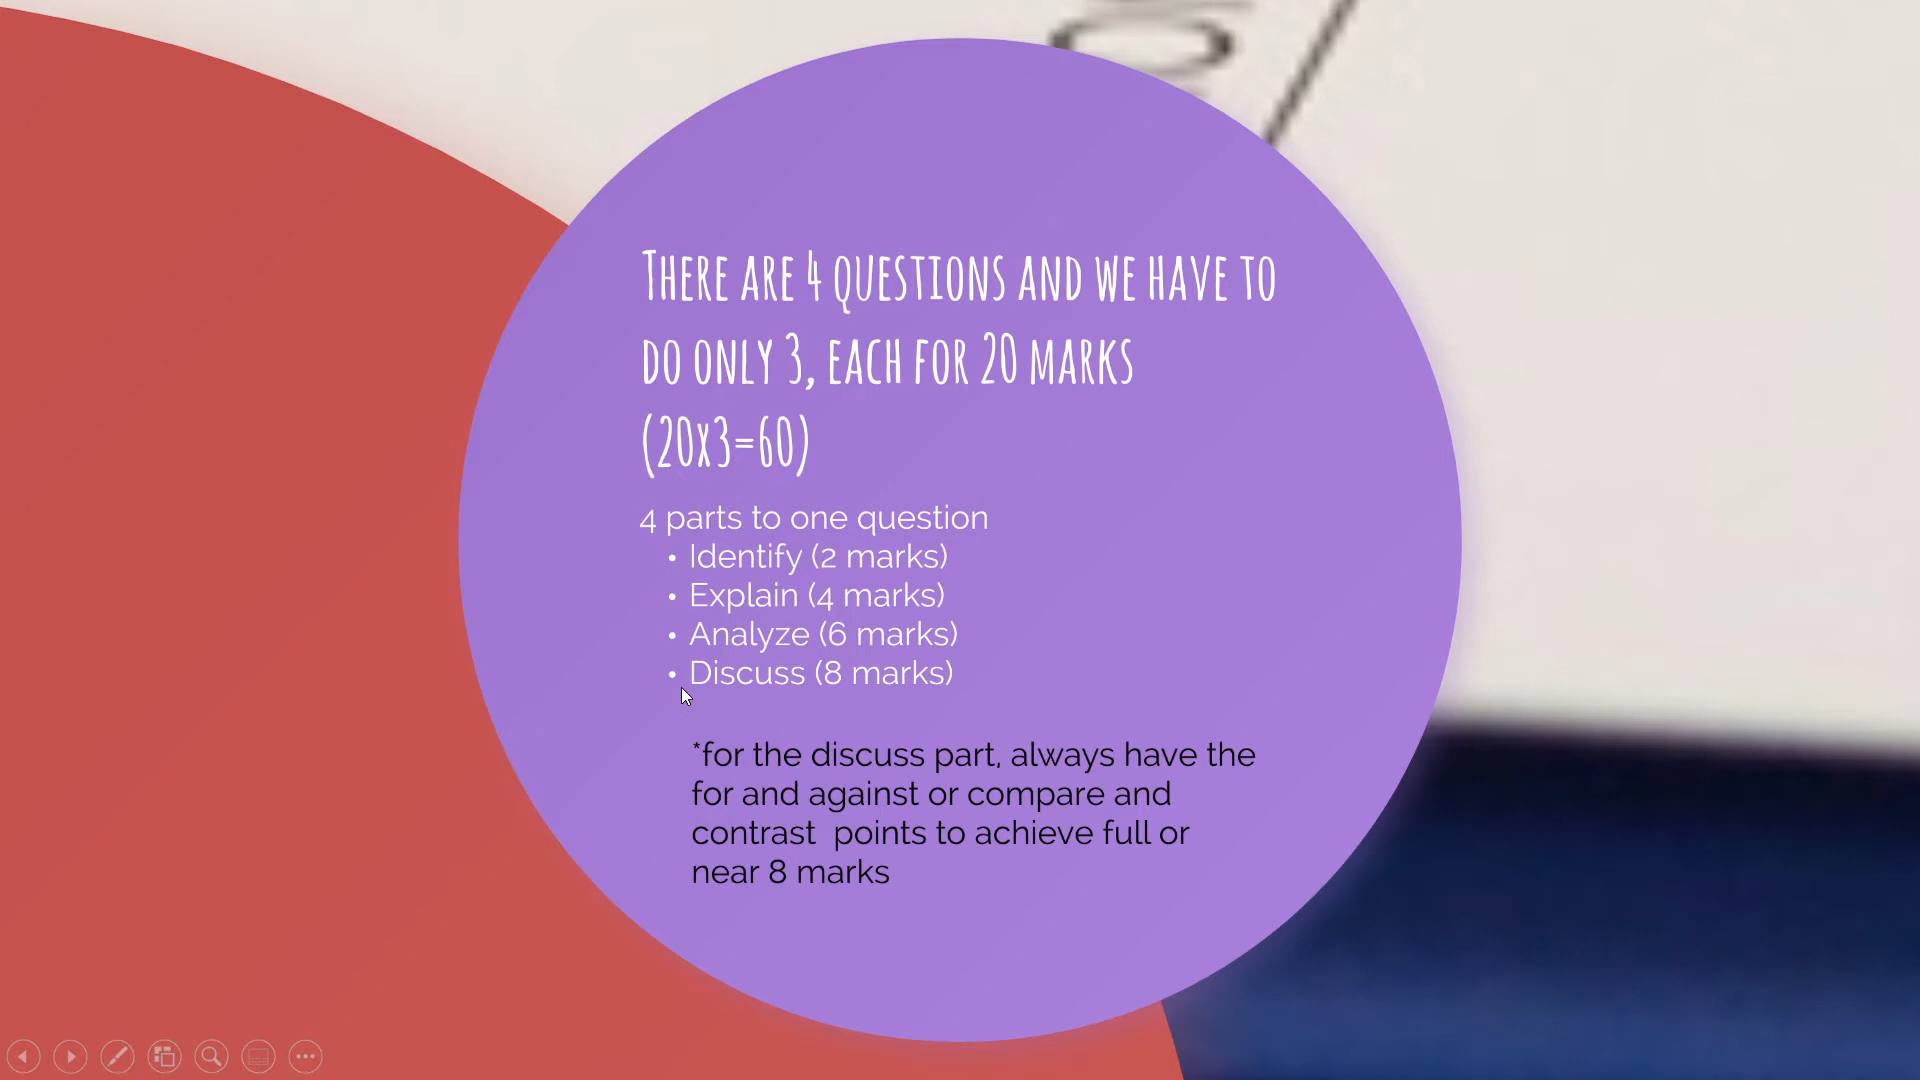 There are 4 questions and we have to
do only 3, each for 20 marks
(20x3=60)
4 parts to one question
• Identify (2 marks)
• Explain (4 marks)
• Analyze (6 marks)
• Discuss (8 marks)
*for the discuss part, always have the
for and against or compare and
contrast  points to achieve full or
near 8 marks